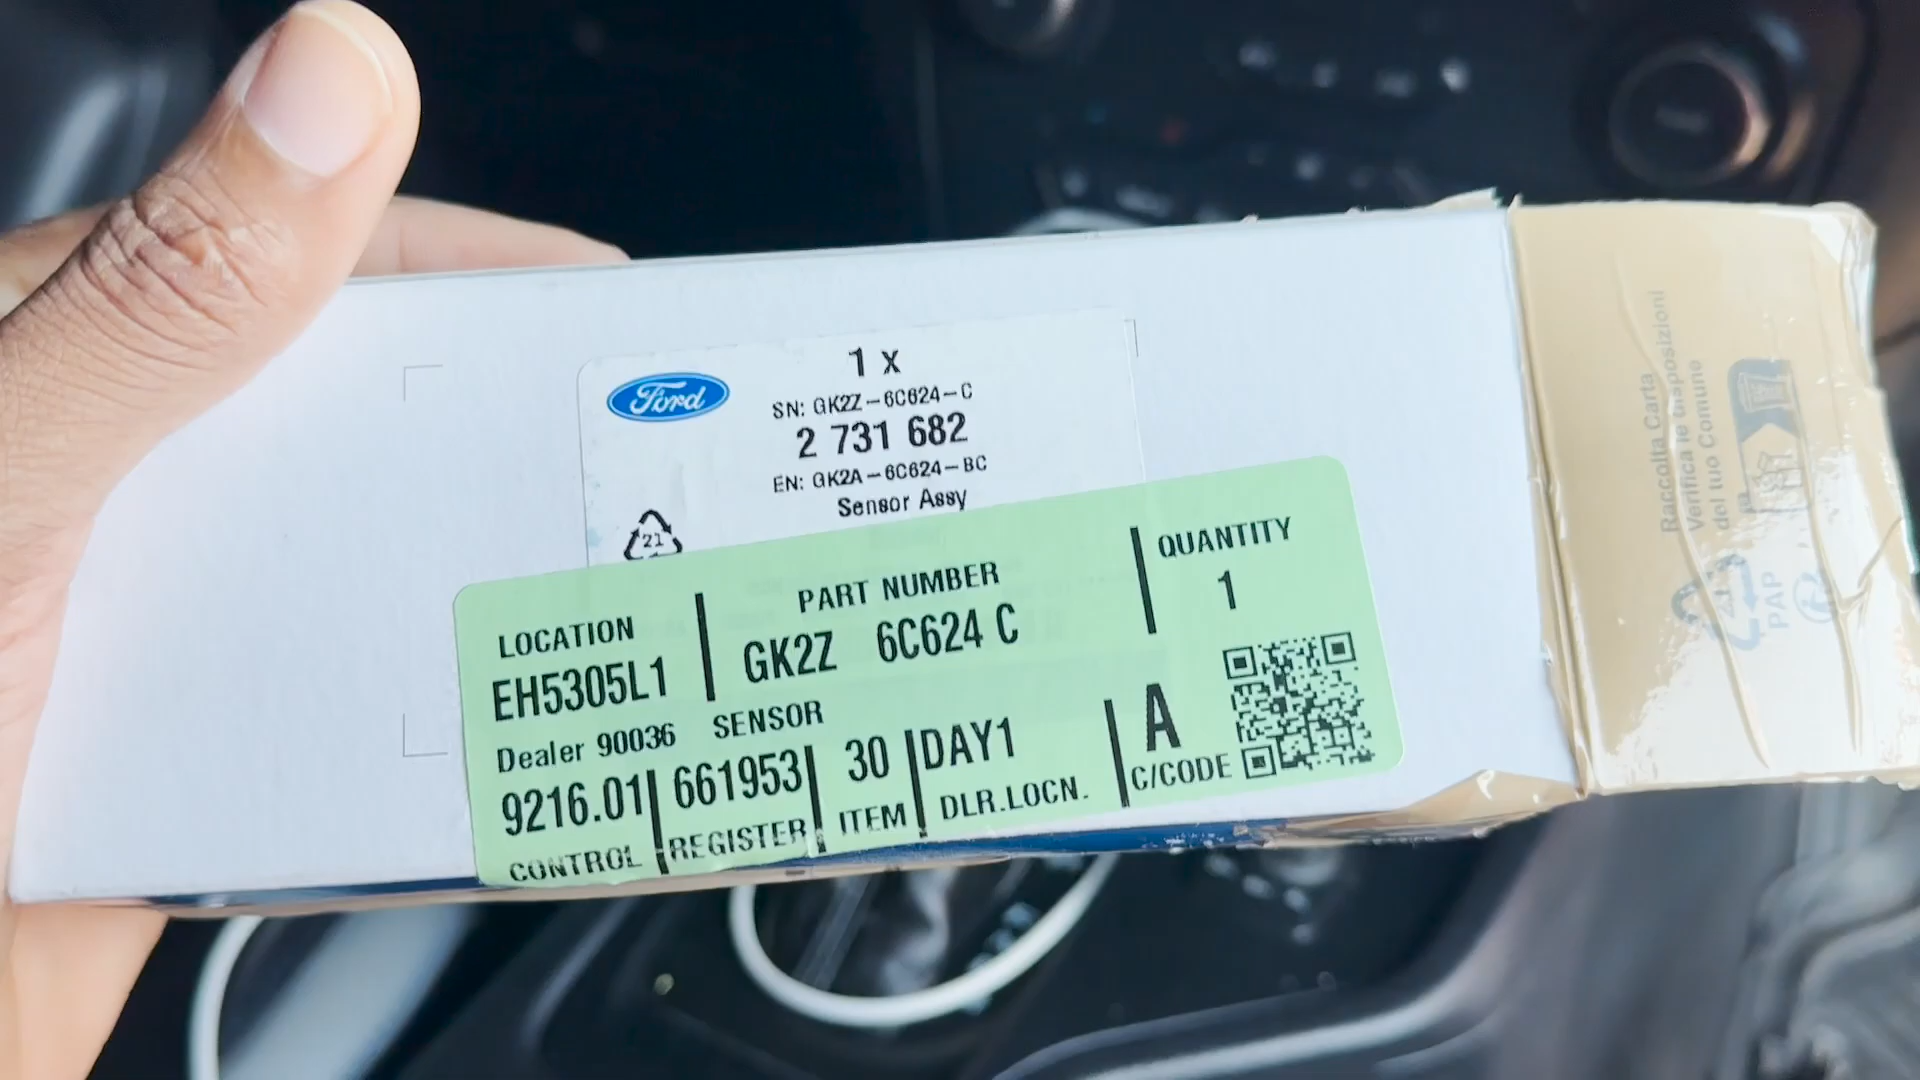 Ford
1 x
SN: GK2Z-6C624-C
2 731 682
EN: GK2A-6C624-BC
Sensor Assy
21
LOCATION
EH5305L1
PART NUMBER
GK2Z 6C624 C
QUANTITY
1
Dealer 90036 SENSOR
9216.01 661953 30 DAY1 A
CONTROL REGISTER ITEM DLR.LOCN. C/CODE
Raccolta Carta
Verifica le disposizioni
del tuo Comune
PAP